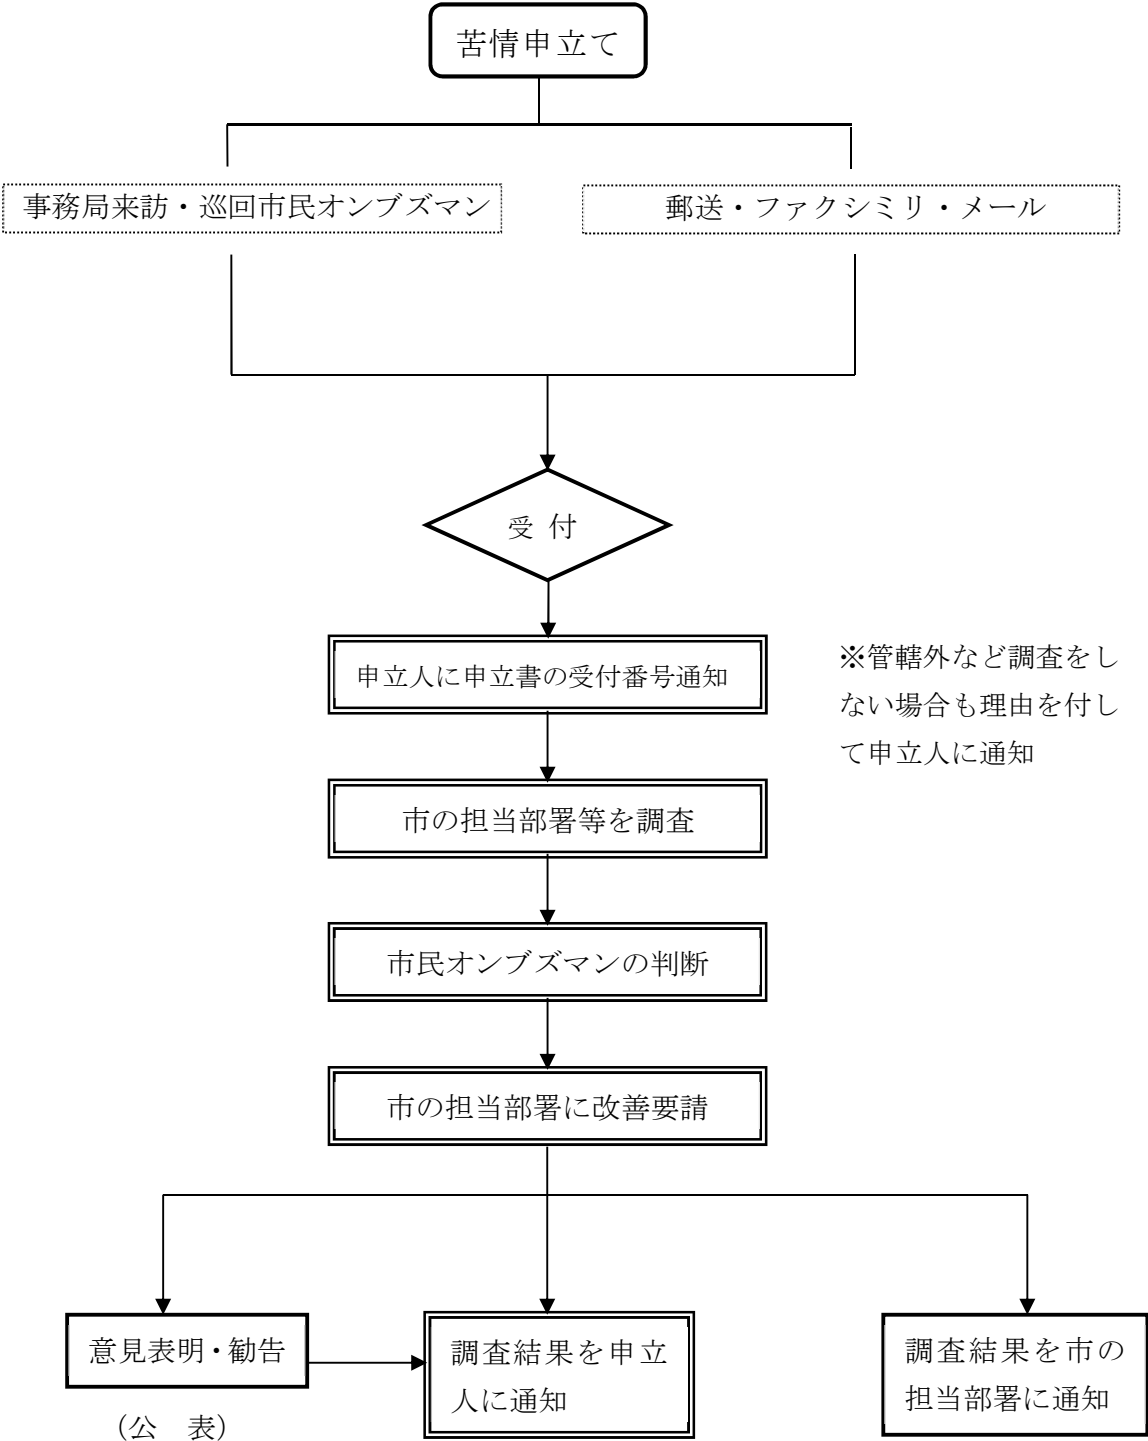 苦情申立て
事務局来訪・巡回市民オンブズマン
郵送・ファクシミリ・メール
受 付
申立人に申立書の受付番号通知
※管轄外など調査をし
ない場合も理由を付し
て申立人に通知
市の担当部署等を調査
市民オンブズマンの判断
市の担当部署に改善要請
意見表明・勧告
（公　表）
調査結果を申立
人に通知
調査結果を市の
担当部署に通知